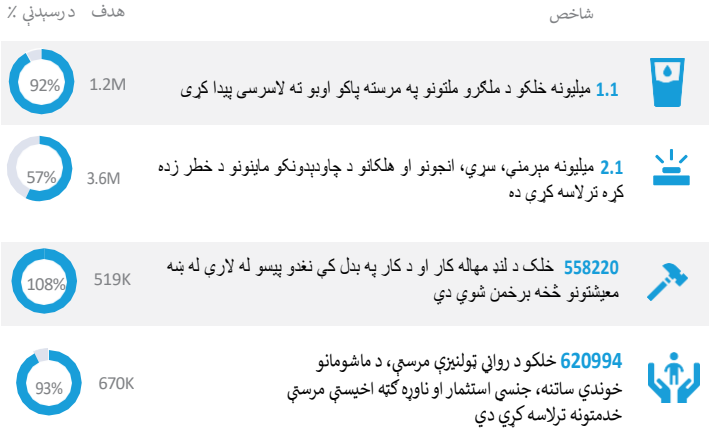 شاخص
هدف
د رسېدنې ٪
1.1 میلیونه خلکو د ملګرو ملتونو په مرسته پاکو اوبو ته لاسرسی پیدا کړی
1.2M
92%
2.1 میلیونه مېرمنې، سړي، انجونو او هلکانو د چاودېدونکو ماینونو د خطر زده
کړه ترلاسه کړې ده
3.6M
57%
558220 خلک د لنډ مهاله کار او د کار په بدل کې نغدو پیسو له لارې له ښه
معیشتونو څخه برخمن شوي دي
519K
108%
620994 خلکو د رواني ټولنیزې مرستې، د ماشومانو
خوندي ساتنه، جنسي استثمار او ناوړه ګټه اخیستې مرستې
خدمتونه ترلاسه کړي دي
670K
93%